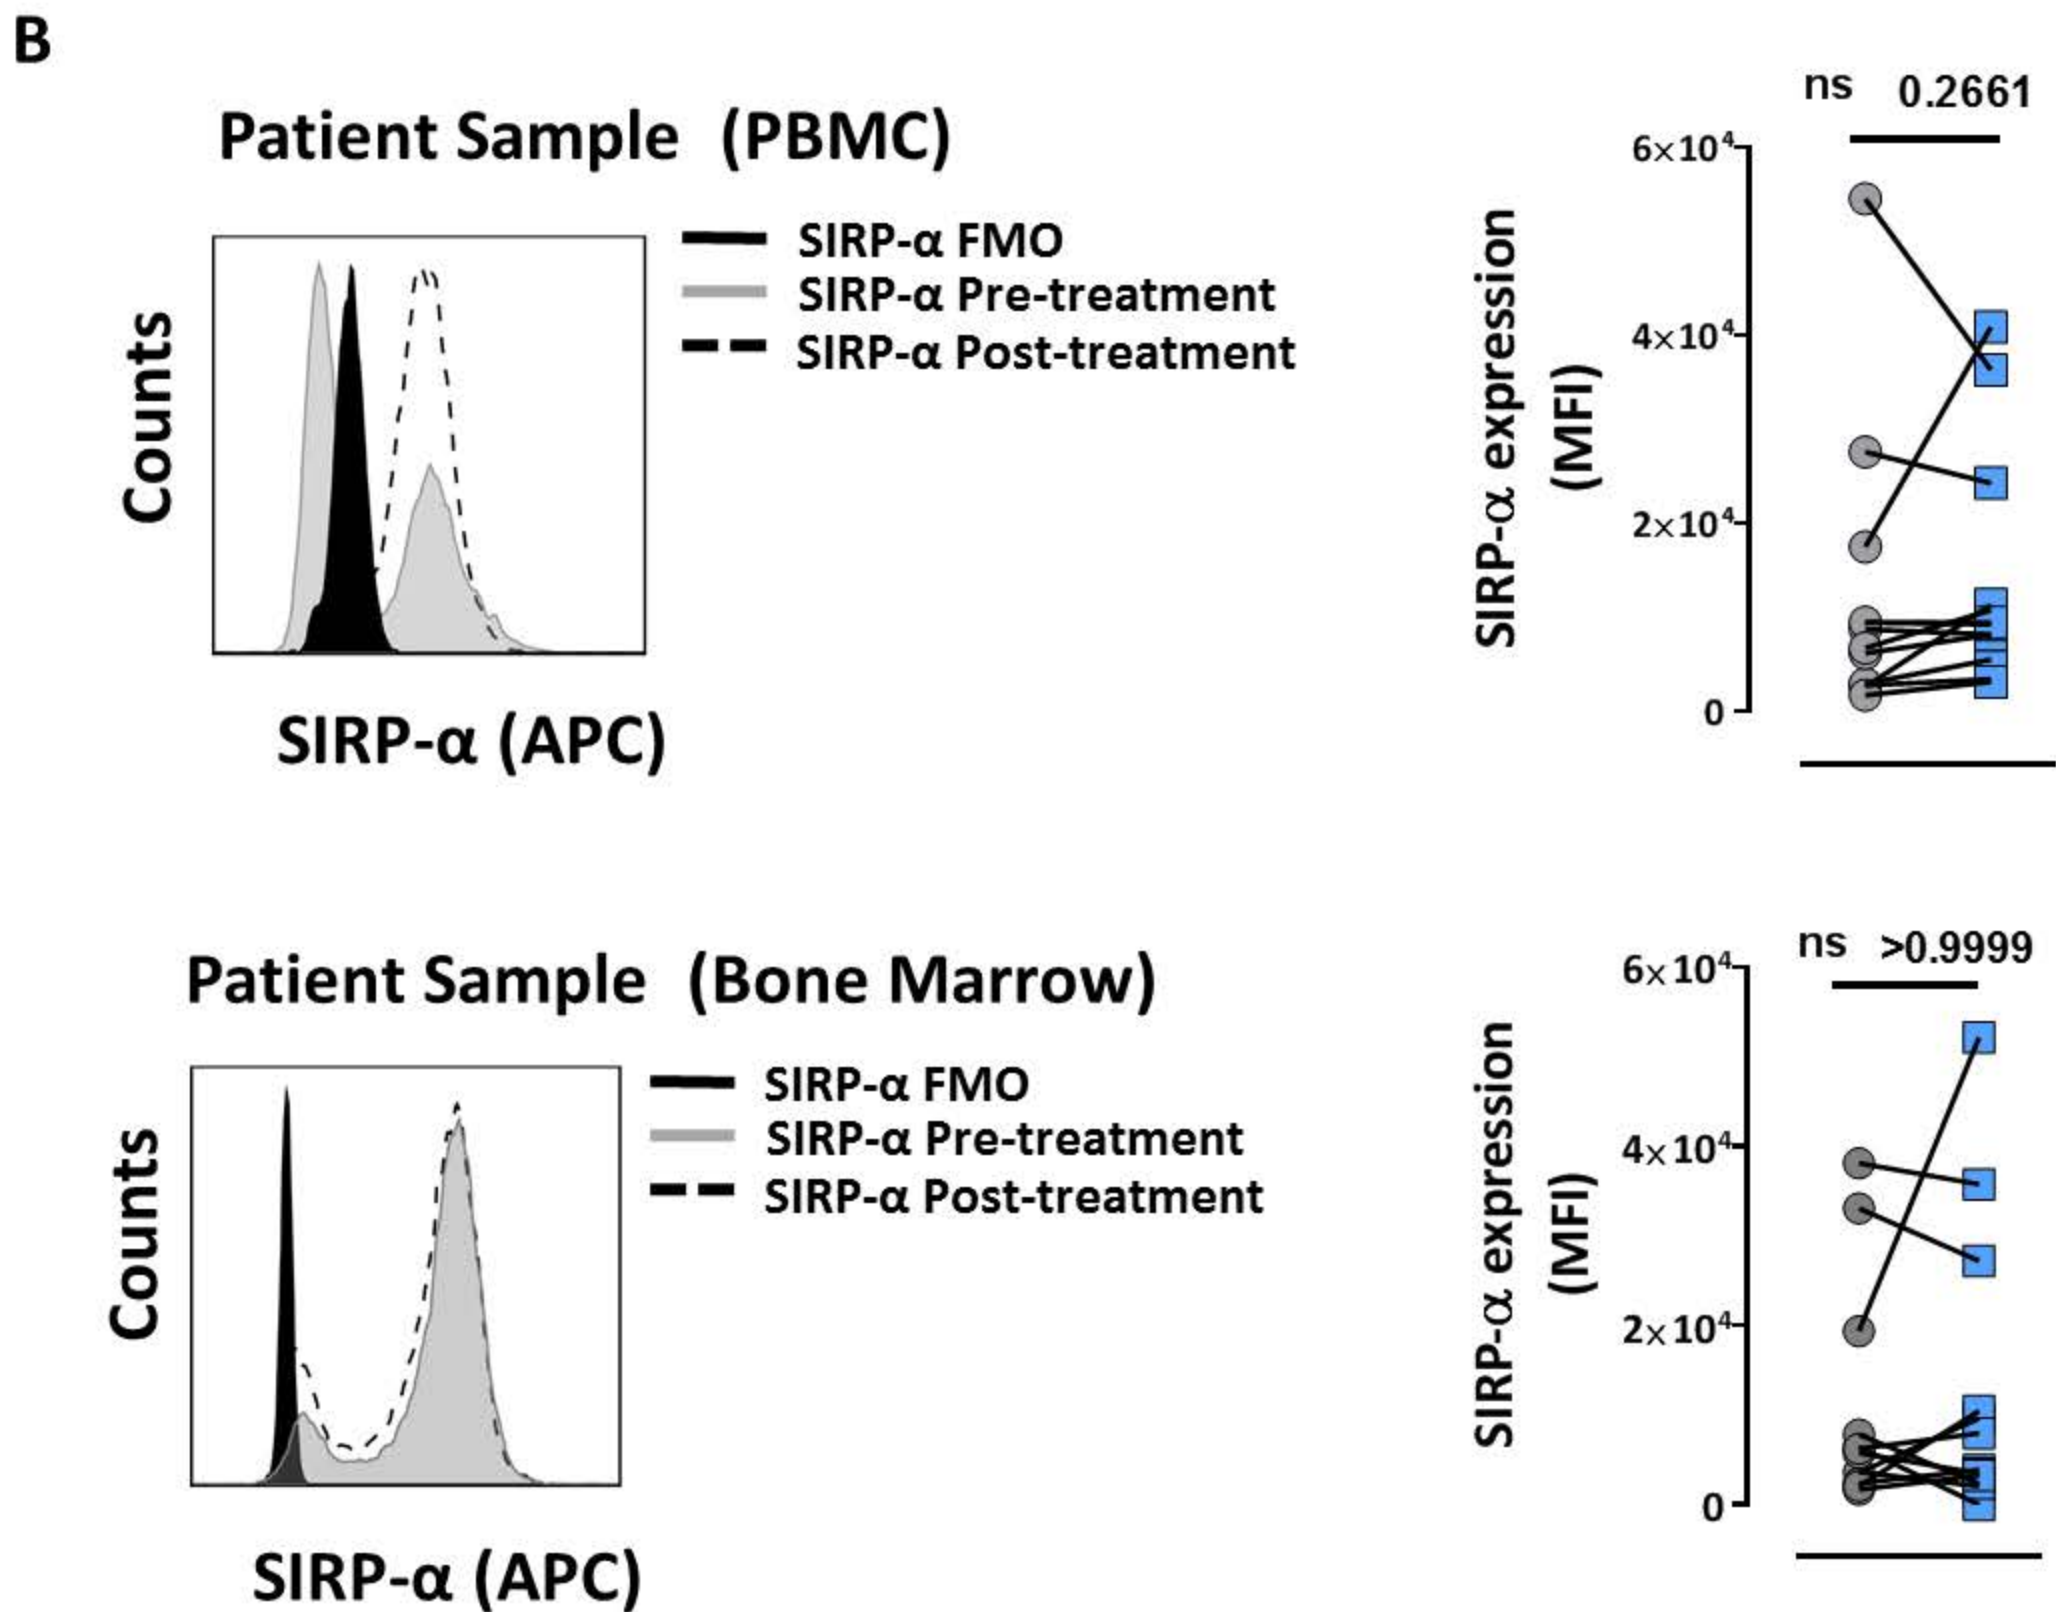 B
Patient Sample (PBMC)
Counts
SIRP-α (APC)
SIRP-α FMO
SIRP-α Pre-treatment
SIRP-α Post-treatment
ns 0.2661
SIRP-α expression
(MFI)
6×10⁴
4×10⁴
2×10⁴
0
Patient Sample (Bone Marrow)
Counts
SIRP-α (APC)
SIRP-α FMO
SIRP-α Pre-treatment
SIRP-α Post-treatment
ns >0.9999
SIRP-α expression
(MFI)
6×10⁴
4×10⁴
2×10⁴
0